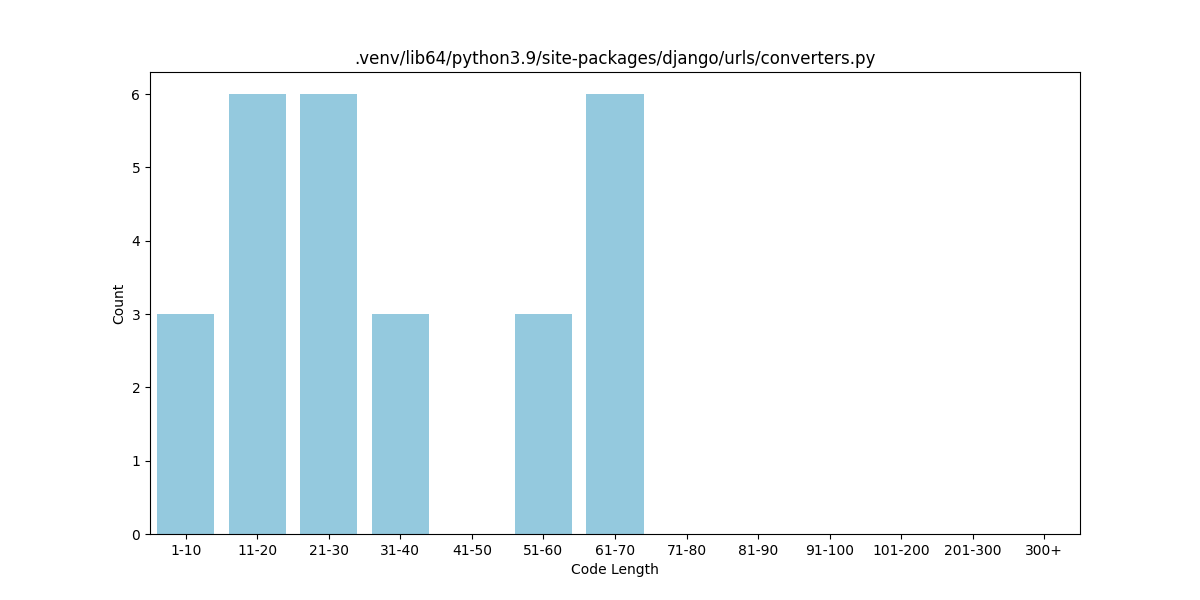 .venv/lib64/python3.9/site-packages/django/urls/converters.py
Count
6
5
4
3
2
1
0
1-10 11-20 21-30 31-40 41-50 51-60 61-70 71-80 81-90 91-100 101-200 201-300 300+
Code Length